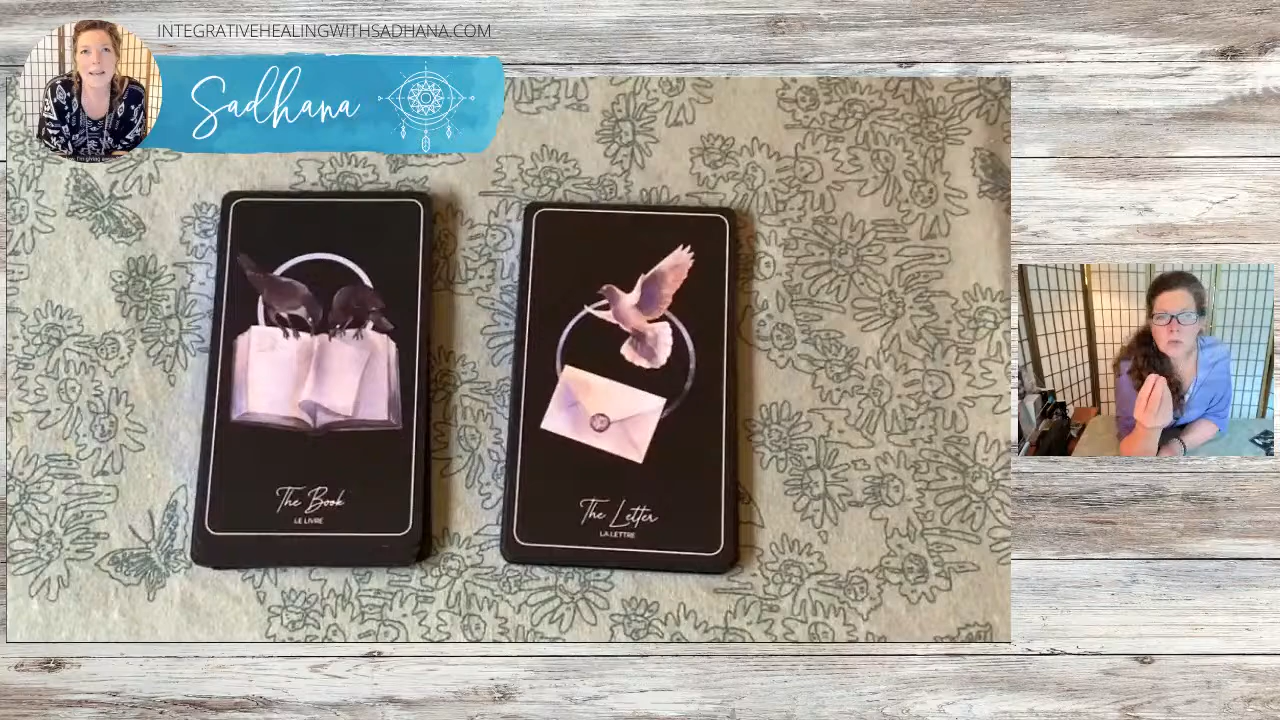 INTEGRATIVEHEALINGWITHSADHANA.COM
Sadhana
The Book
LE LIVRE
The Letter
LA LETTRE